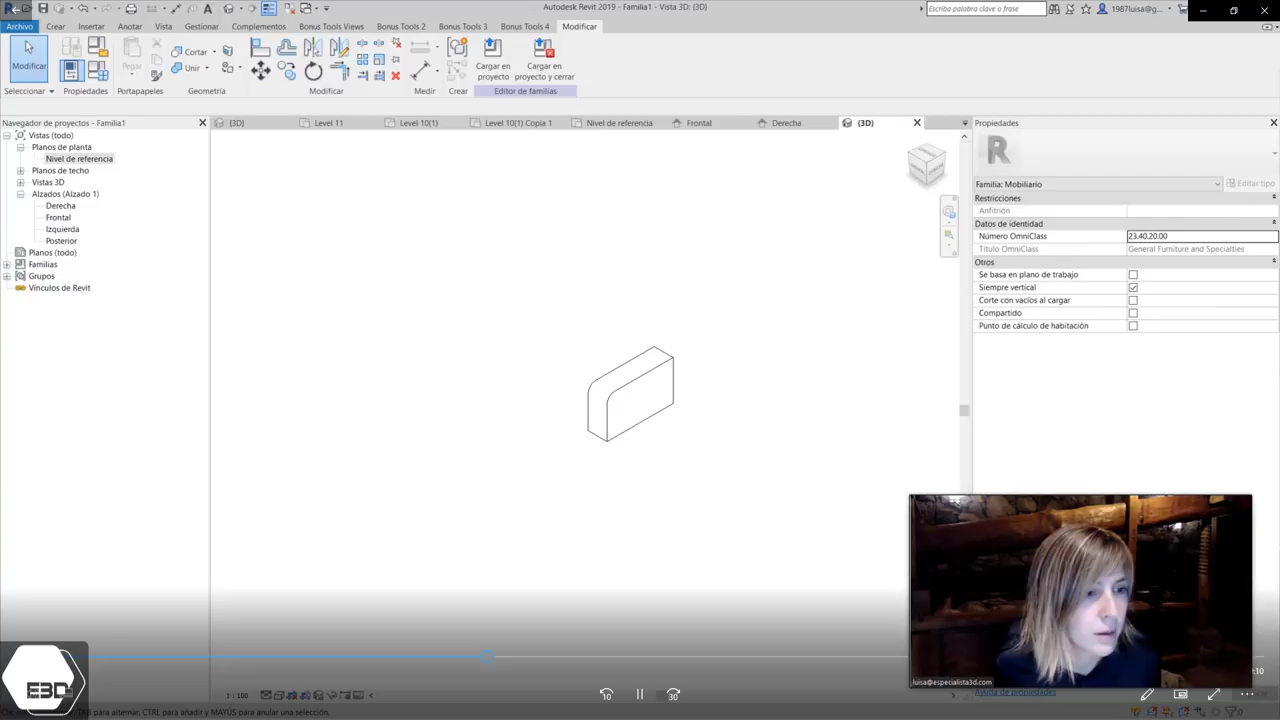 Autodesk Revit 2019 - Familia1 - Vista 3D: {3D}
Escriba palabra clave o frase
1987luisa@g...
Archivo Crear Insertar Anotar Vista Gestionar Complementos Bonus Tools Views Bonus Tools 2 Bonus Tools 3 Bonus Tools 4 Modificar
Modificar
Pegar
Cortar
Unir
Cargar en
proyecto
Cargar en
proyecto y cerrar
Seleccionar Propiedades Portapapeles Geometría Modificar Medir Crear Editor de familias
Navegador de proyectos - Familia1
{3D} Level 11 Level 10(1) Level 10(1) Copia 1 Nivel de referencia Frontal Derecha {3D}
Vistas (todo)
Planos de planta
Nivel de referencia
Planos de techo
Vistas 3D
Alzados (Alzado 1)
Derecha
Frontal
Izquierda
Posterior
Planos (todo)
Familias
Grupos
Vínculos de Revit
Propiedades
Familia: Mobiliario
Editar tipo
Restricciones
Anfitrión
Datos de identidad
Número OmniClass 23.40.20.00
Título OmniClass General Furniture and Specialties
Otros
Se basa en plano de trabajo
Siempre vertical
Corte con vacíos al cargar
Compartido
Punto de cálculo de habitación
luisa@especialista3d.com
Ayuda de propiedades
E3D
1 : 100
10
30
TAB para alternar, CTRL para añadir y MAYÚS para anular una selección.